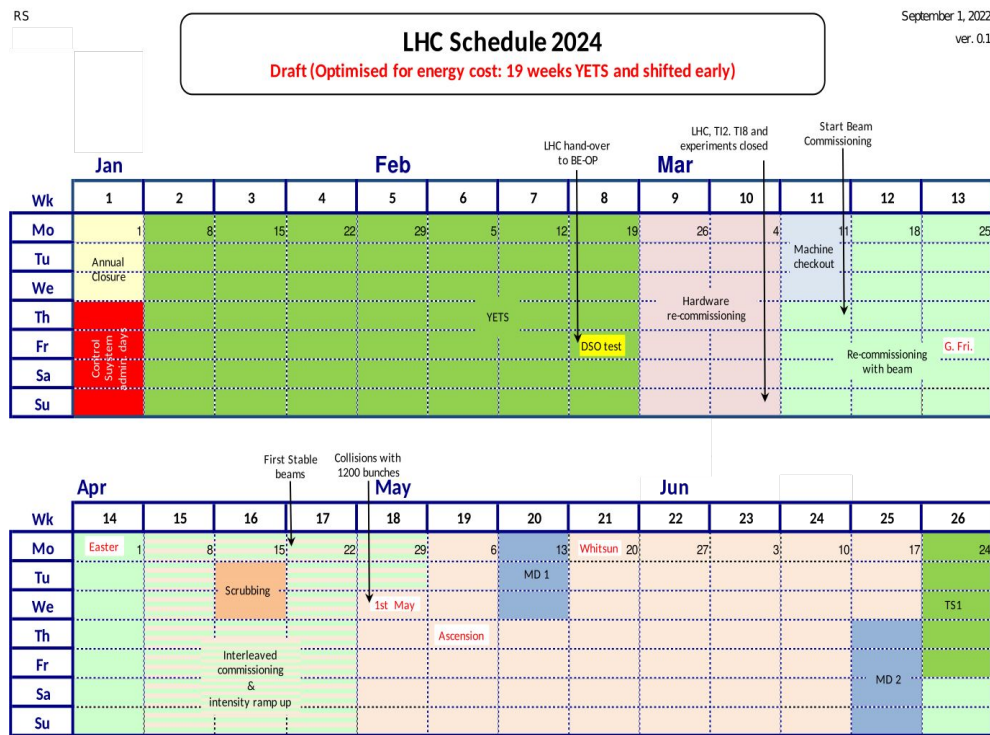 RS
September 1, 2022
ver. 0.1
LHC Schedule 2024
Draft (Optimised for energy cost: 19 weeks YETS and shifted early)
LHC hand-over
to BE-OP
LHC, TI2. TI8 and
experiments closed
Start Beam
Commissioning
Jan Feb Mar
Wk 1 2 3 4 5 6 7 8 9 10 11 12 13
Mo 1 8 15 22 29 5 12 19 26 4 11 18 25
Tu
We
Th
Fr
Sa
Su
Annual
Closure
Control
Suystem
admin. days
YETS
DSO test
Hardware
re-commissioning
Machine
checkout
Re-commissioning
with beam
G. Fri.
First Stable
beams
Collisions with
1200 bunches
Apr May Jun
Wk 14 15 16 17 18 19 20 21 22 23 24 25 26
Mo Easter 1 8 15 22 29 6 13 Whitsun 20 27 3 10 17 24
Tu
We
Th
Fr
Sa
Su
Scrubbing
Interleaved
commissioning
&
intensity ramp up
1st May
Ascension
MD 1
MD 2
TS1